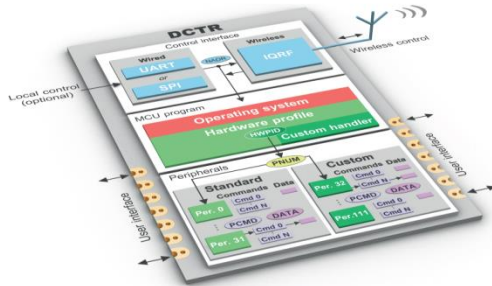 DCTR
Control interface
Wired
UART
or
SPI
Wireless
IQRF
NADR
Wireless control
Local control
(optional)
MCU program
Operating system
Hardware profile
HWPID
Custom handler
Peripherals
PNUM
Standard
Commands Data
Per. 0
Cmd 0
Cmd N
PCMD
DATA
Per. 31
Cmd 0
Cmd N
Custom
Commands Data
Per. 32
Cmd 0
Cmd N
PCMD
DATA
Per.111
Cmd 0
Cmd N
User interface
User interface